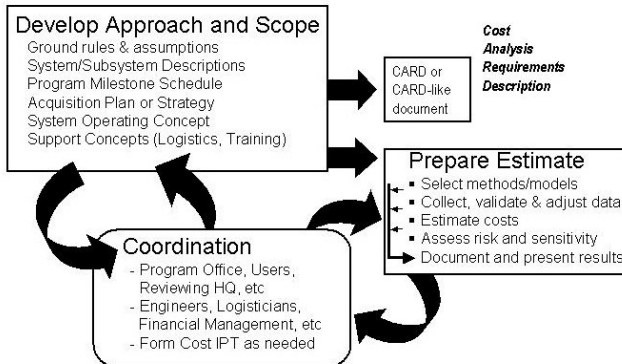 Develop Approach and Scope
Ground rules & assumptions
System/Subsystem Descriptions
Program Milestone Schedule
Acquisition Plan or Strategy
System Operating Concept
Support Concepts (Logistics, Training)
CARD or
CARD-like
document
Cost
Analysis
Requirements
Description
Prepare Estimate
▪ Select methods/models
▪ Collect, validate & adjust data
▪ Estimate costs
▪ Assess risk and sensitivity
▪ Document and present results
Coordination
- Program Office, Users,
Reviewing HQ, etc
- Engineers, Logisticians,
Financial Management, etc
- Form Cost IPT as needed